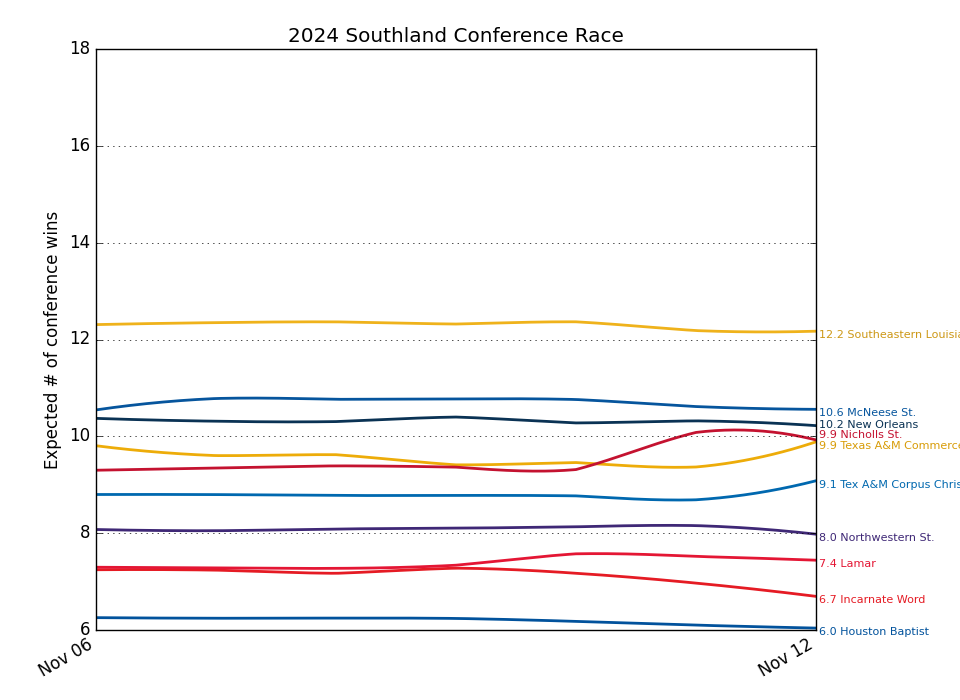 2024 Southland Conference Race
Expected # of conference wins
18
16
14
12
10
8
6
Nov 06
Nov 12
12.2 Southeastern Louisia
10.6 McNeese St.
10.2 New Orleans
9.9 Nicholls St.
9.9 Texas A&M Commerce
9.1 Tex A&M Corpus Chris
8.0 Northwestern St.
7.4 Lamar
6.7 Incarnate Word
6.0 Houston Baptist